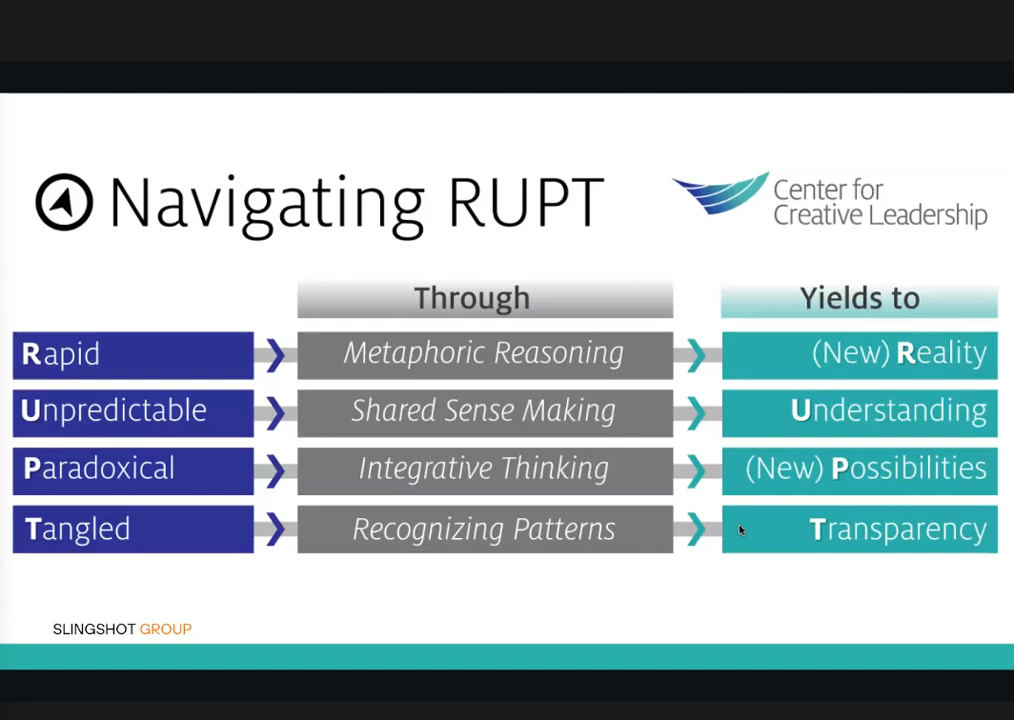 Navigating RUPT
Center for
Creative Leadership
Through
Yields to
Rapid
Metaphoric Reasoning
(New) Reality
Unpredictable
Shared Sense Making
Understanding
Paradoxical
Integrative Thinking
(New) Possibilities
Tangled
Recognizing Patterns
Transparency
SLINGSHOT GROUP